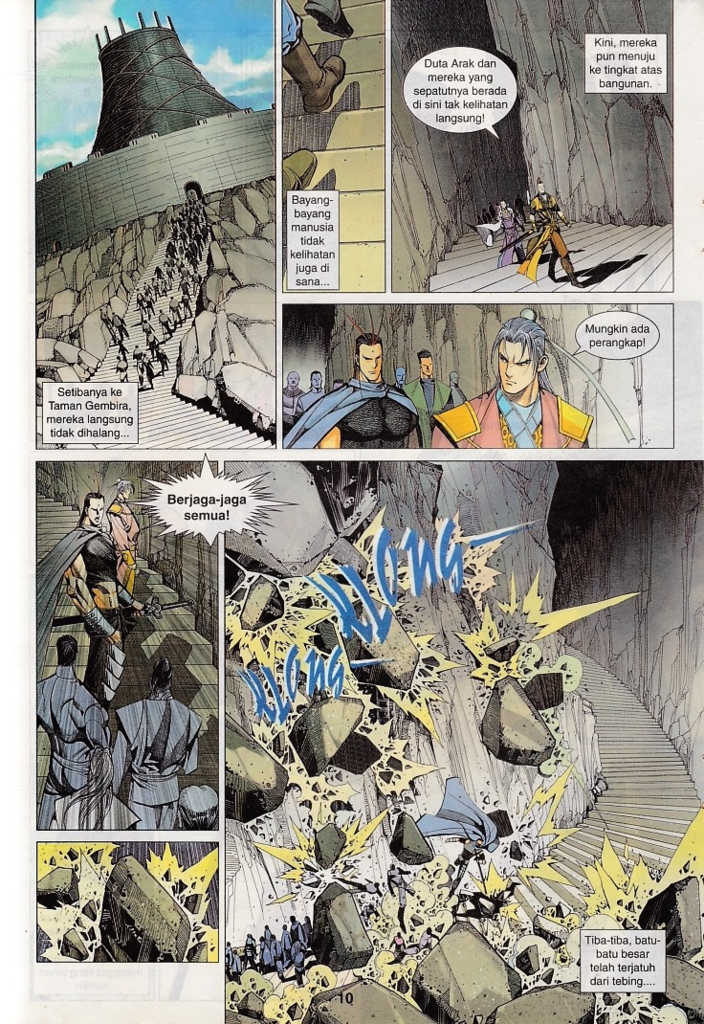 Setibanya ke
Taman Gembira,
mereka langsung
tidak dihalang...
Bayang-
bayang
manusia
tidak
kelihatan
juga di
sana...
Duta Arak dan
mereka yang
sepatutnya berada
di sini tak kelihatan
langsung!
Kini, mereka
pun menuju
ke tingkat atas
bangunan.
Mungkin ada
perangkap!
Berjaga-jaga
semua!
KLONG
KLONG
Tiba-tiba, batu-
batu besar
telah terjatuh
dari tebing....
10